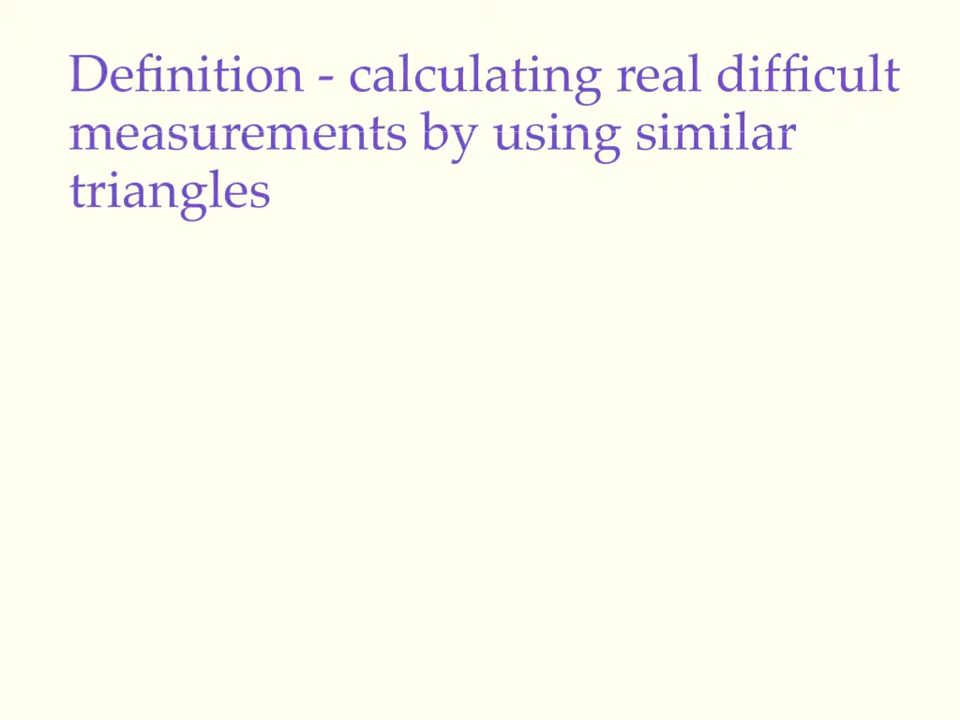 Definition - calculating real difficult
measurements by using similar
triangles